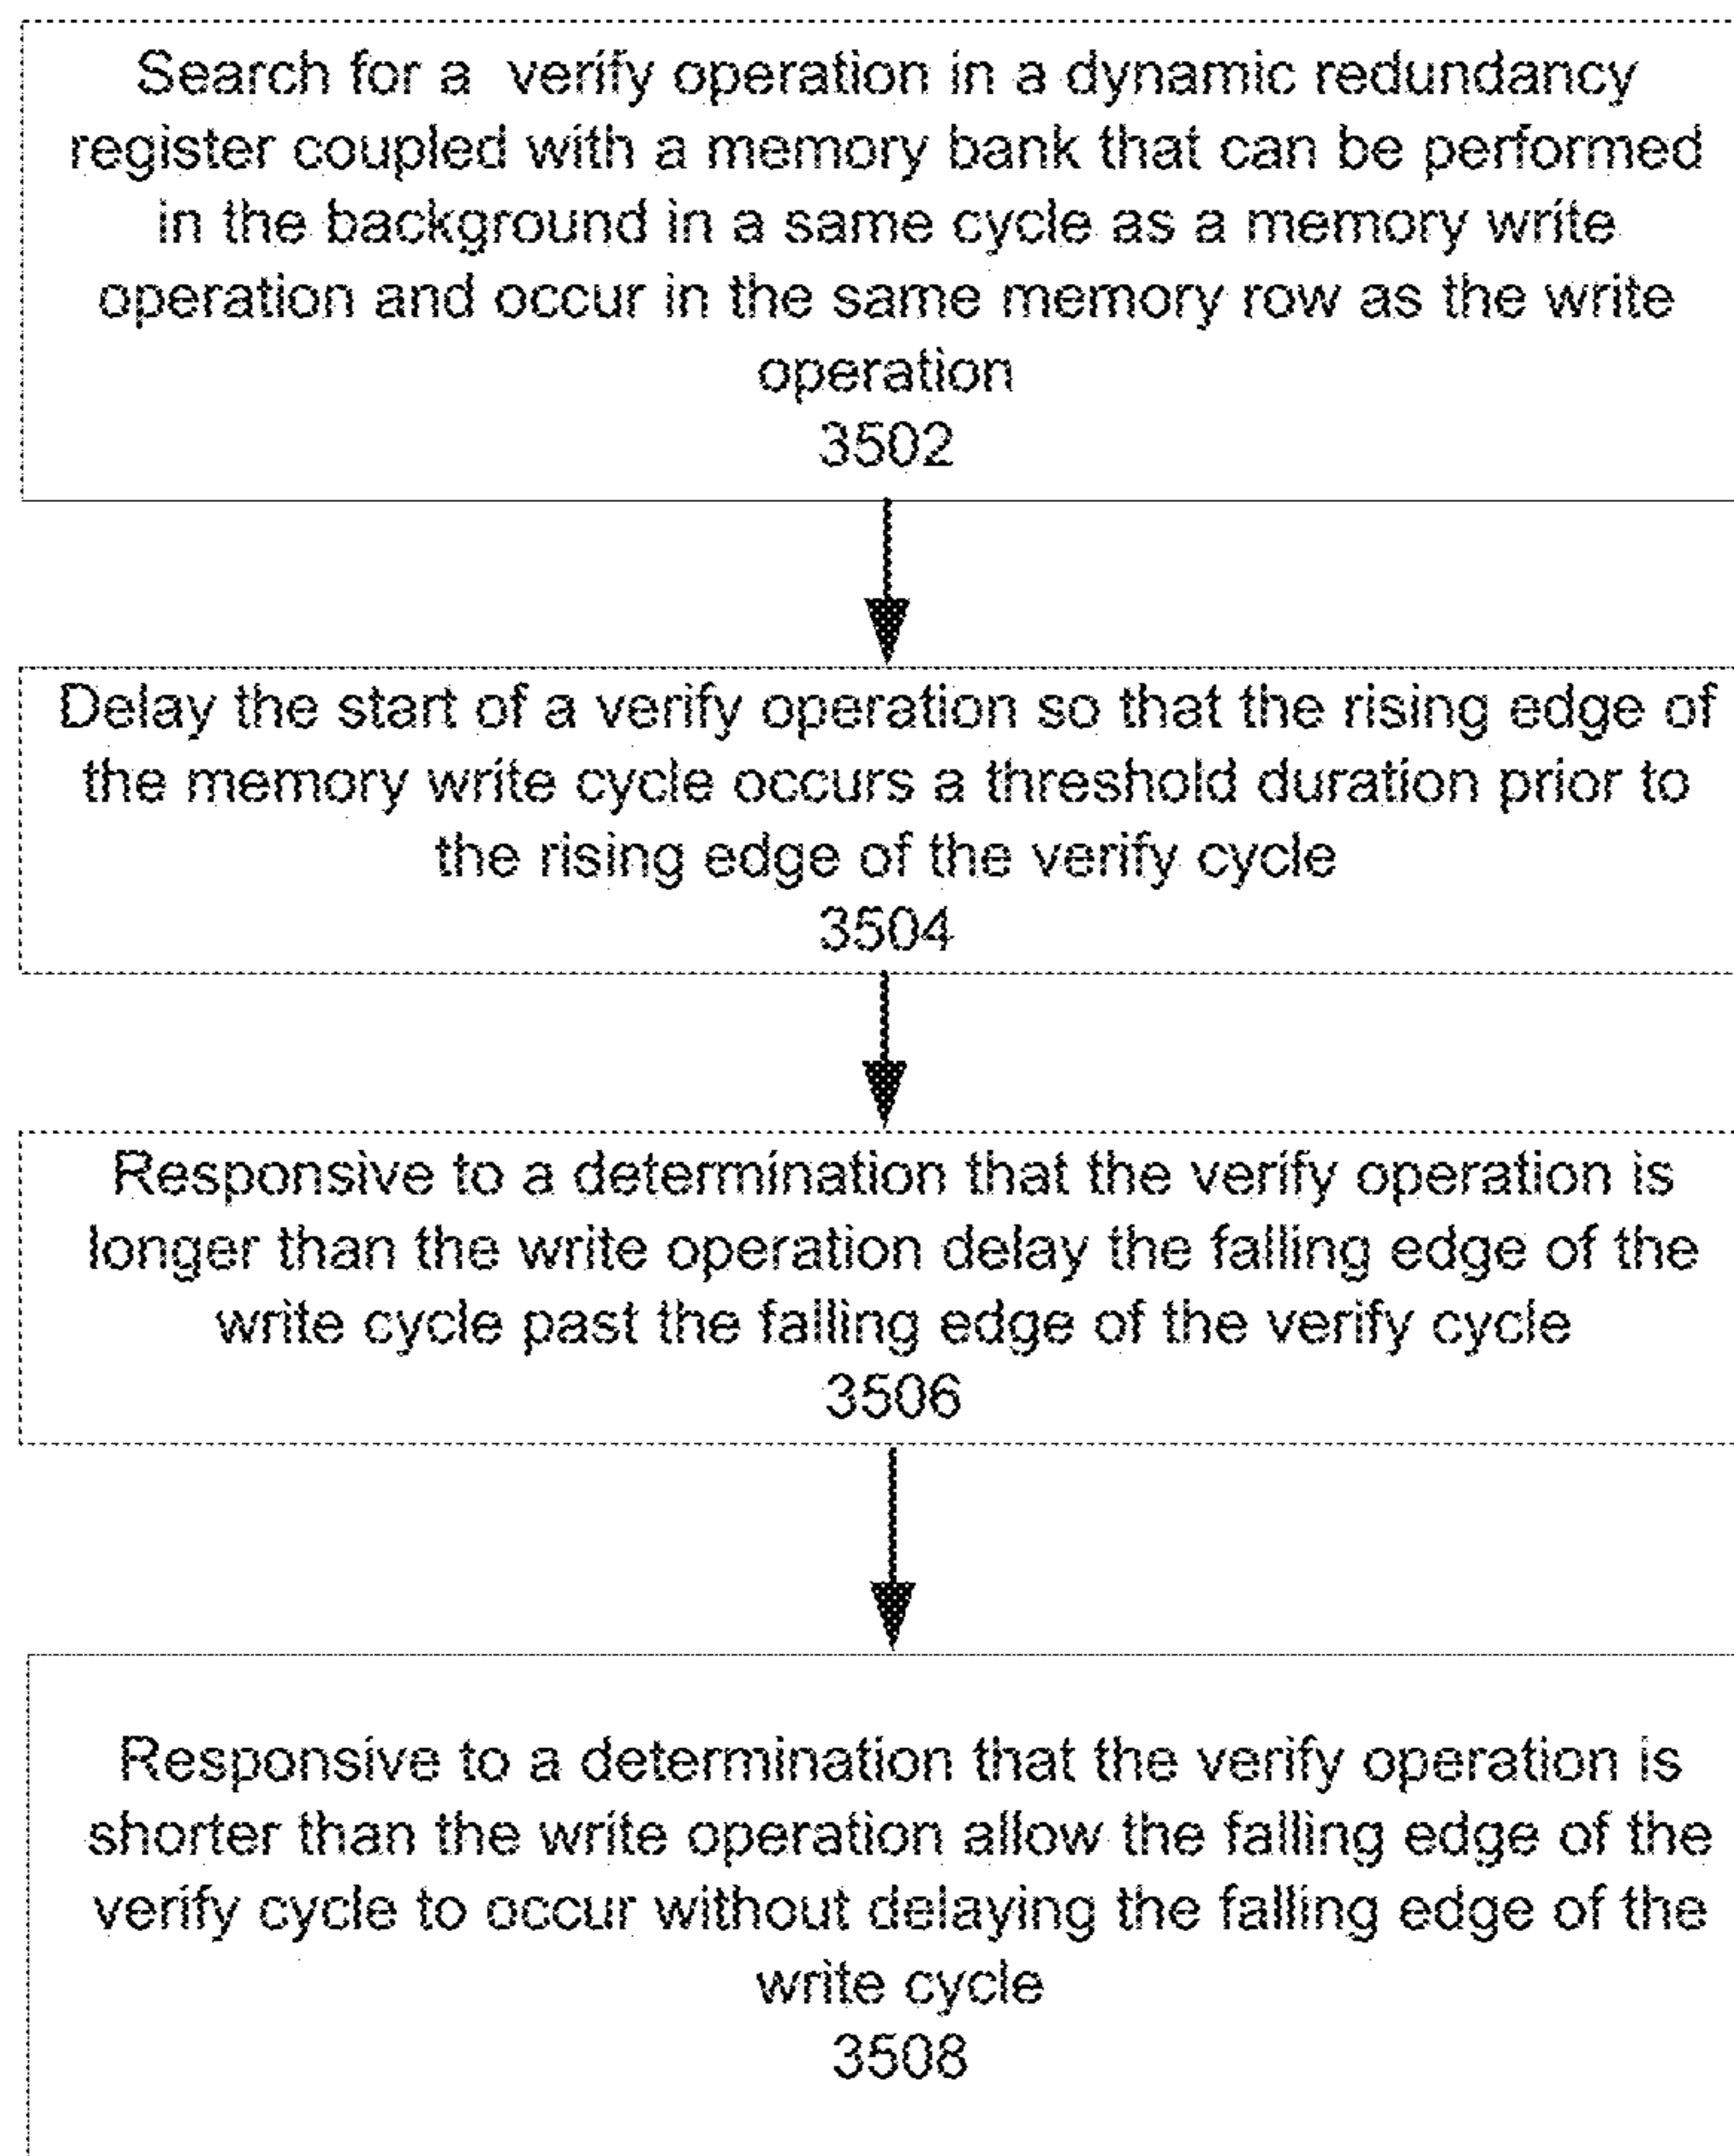 Search for a verify operation in a dynamic redundancy
register coupled with a memory bank that can be performed
in the background in a same cycle as a memory write
operation and occur in the same memory row as the write
operation
3502
Delay the start of a verify operation so that the rising edge of
the memory write cycle occurs a threshold duration prior to
the rising edge of the verify cycle
3504
Responsive to a determination that the verify operation is
longer than the write operation delay the falling edge of the
write cycle past the falling edge of the verify cycle
3506
Responsive to a determination that the verify operation is
shorter than the write operation allow the falling edge of the
verify cycle to occur without delaying the falling edge of the
write cycle
3508